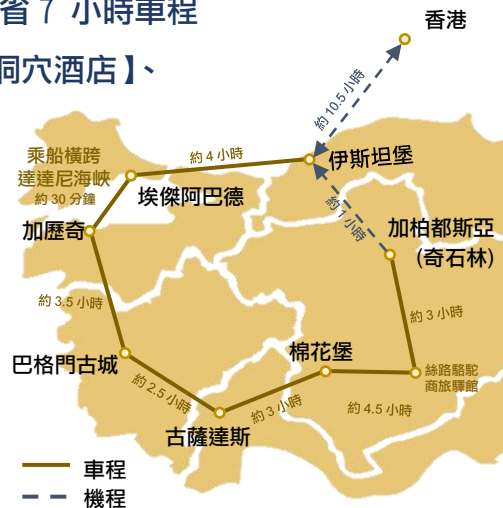 省 7 小時車程
洞穴酒店】、
香港
約 10.5 小時
乘船橫跨
達達尼海峽
約 30 分鐘
約 4 小時
伊斯坦堡
埃傑阿巴德
約 1 小時
加歷奇
加柏都斯亞
(奇石林)
約 3.5 小時
約 3 小時
巴格門古城
棉花堡
絲路駱駝
商旅驛館
約 2.5 小時
約 3 小時
約 4.5 小時
古薩達斯
車程
機程